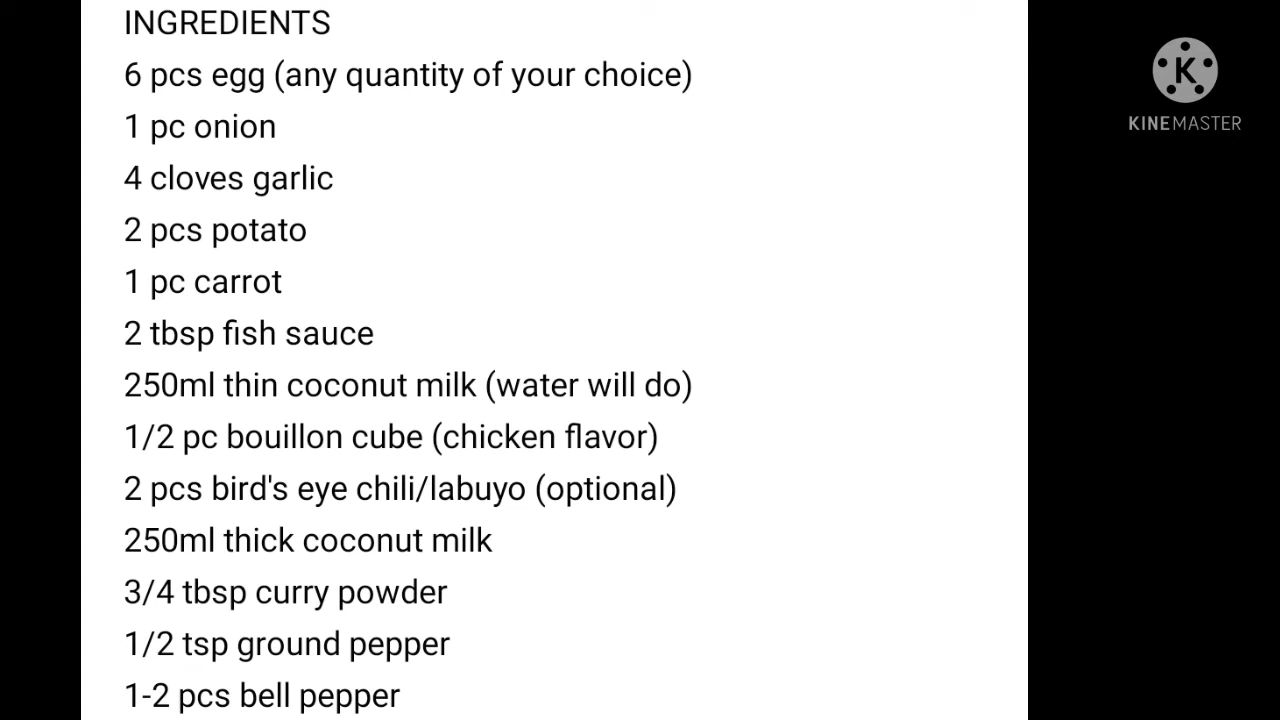 INGREDIENTS
6 pcs egg (any quantity of your choice)
1 pc onion
4 cloves garlic
2 pcs potato
1 pc carrot
2 tbsp fish sauce
250ml thin coconut milk (water will do)
1/2 pc bouillon cube (chicken flavor)
2 pcs bird's eye chili/labuyo (optional)
250ml thick coconut milk
3/4 tbsp curry powder
1/2 tsp ground pepper
1-2 pcs bell pepper
K
KINEMASTER